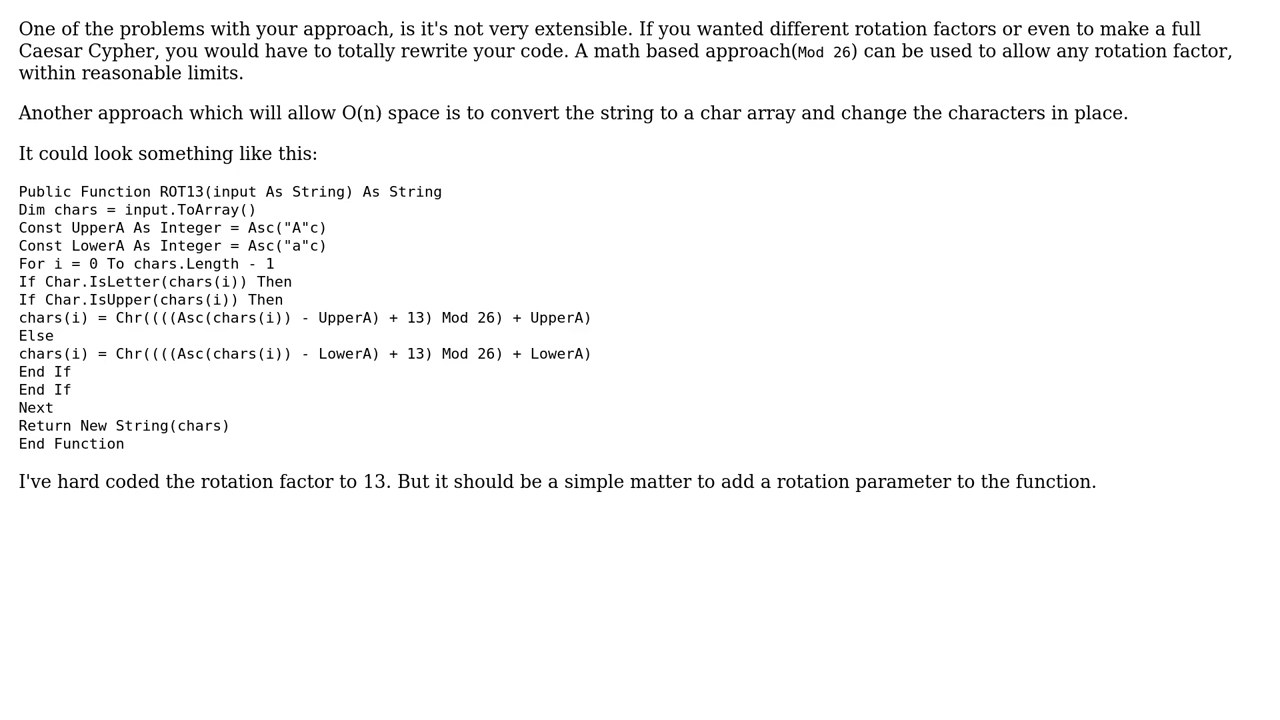 One of the problems with your approach, is it's not very extensible. If you wanted different rotation factors or even to make a full
Caesar Cypher, you would have to totally rewrite your code. A math based approach(Mod 26) can be used to allow any rotation factor,
within reasonable limits.
Another approach which will allow O(n) space is to convert the string to a char array and change the characters in place.
It could look something like this:
Public Function ROT13(input As String) As String
Dim chars = input.ToArray()
Const UpperA As Integer = Asc("A"c)
Const LowerA As Integer = Asc("a"c)
For i = 0 To chars.Length - 1
If Char.IsLetter(chars(i)) Then
If Char.IsUpper(chars(i)) Then
chars(i) = Chr((((Asc(chars(i)) - UpperA) + 13) Mod 26) + UpperA)
Else
chars(i) = Chr((((Asc(chars(i)) - LowerA) + 13) Mod 26) + LowerA)
End If
End If
Next
Return New String(chars)
End Function
I've hard coded the rotation factor to 13. But it should be a simple matter to add a rotation parameter to the function.